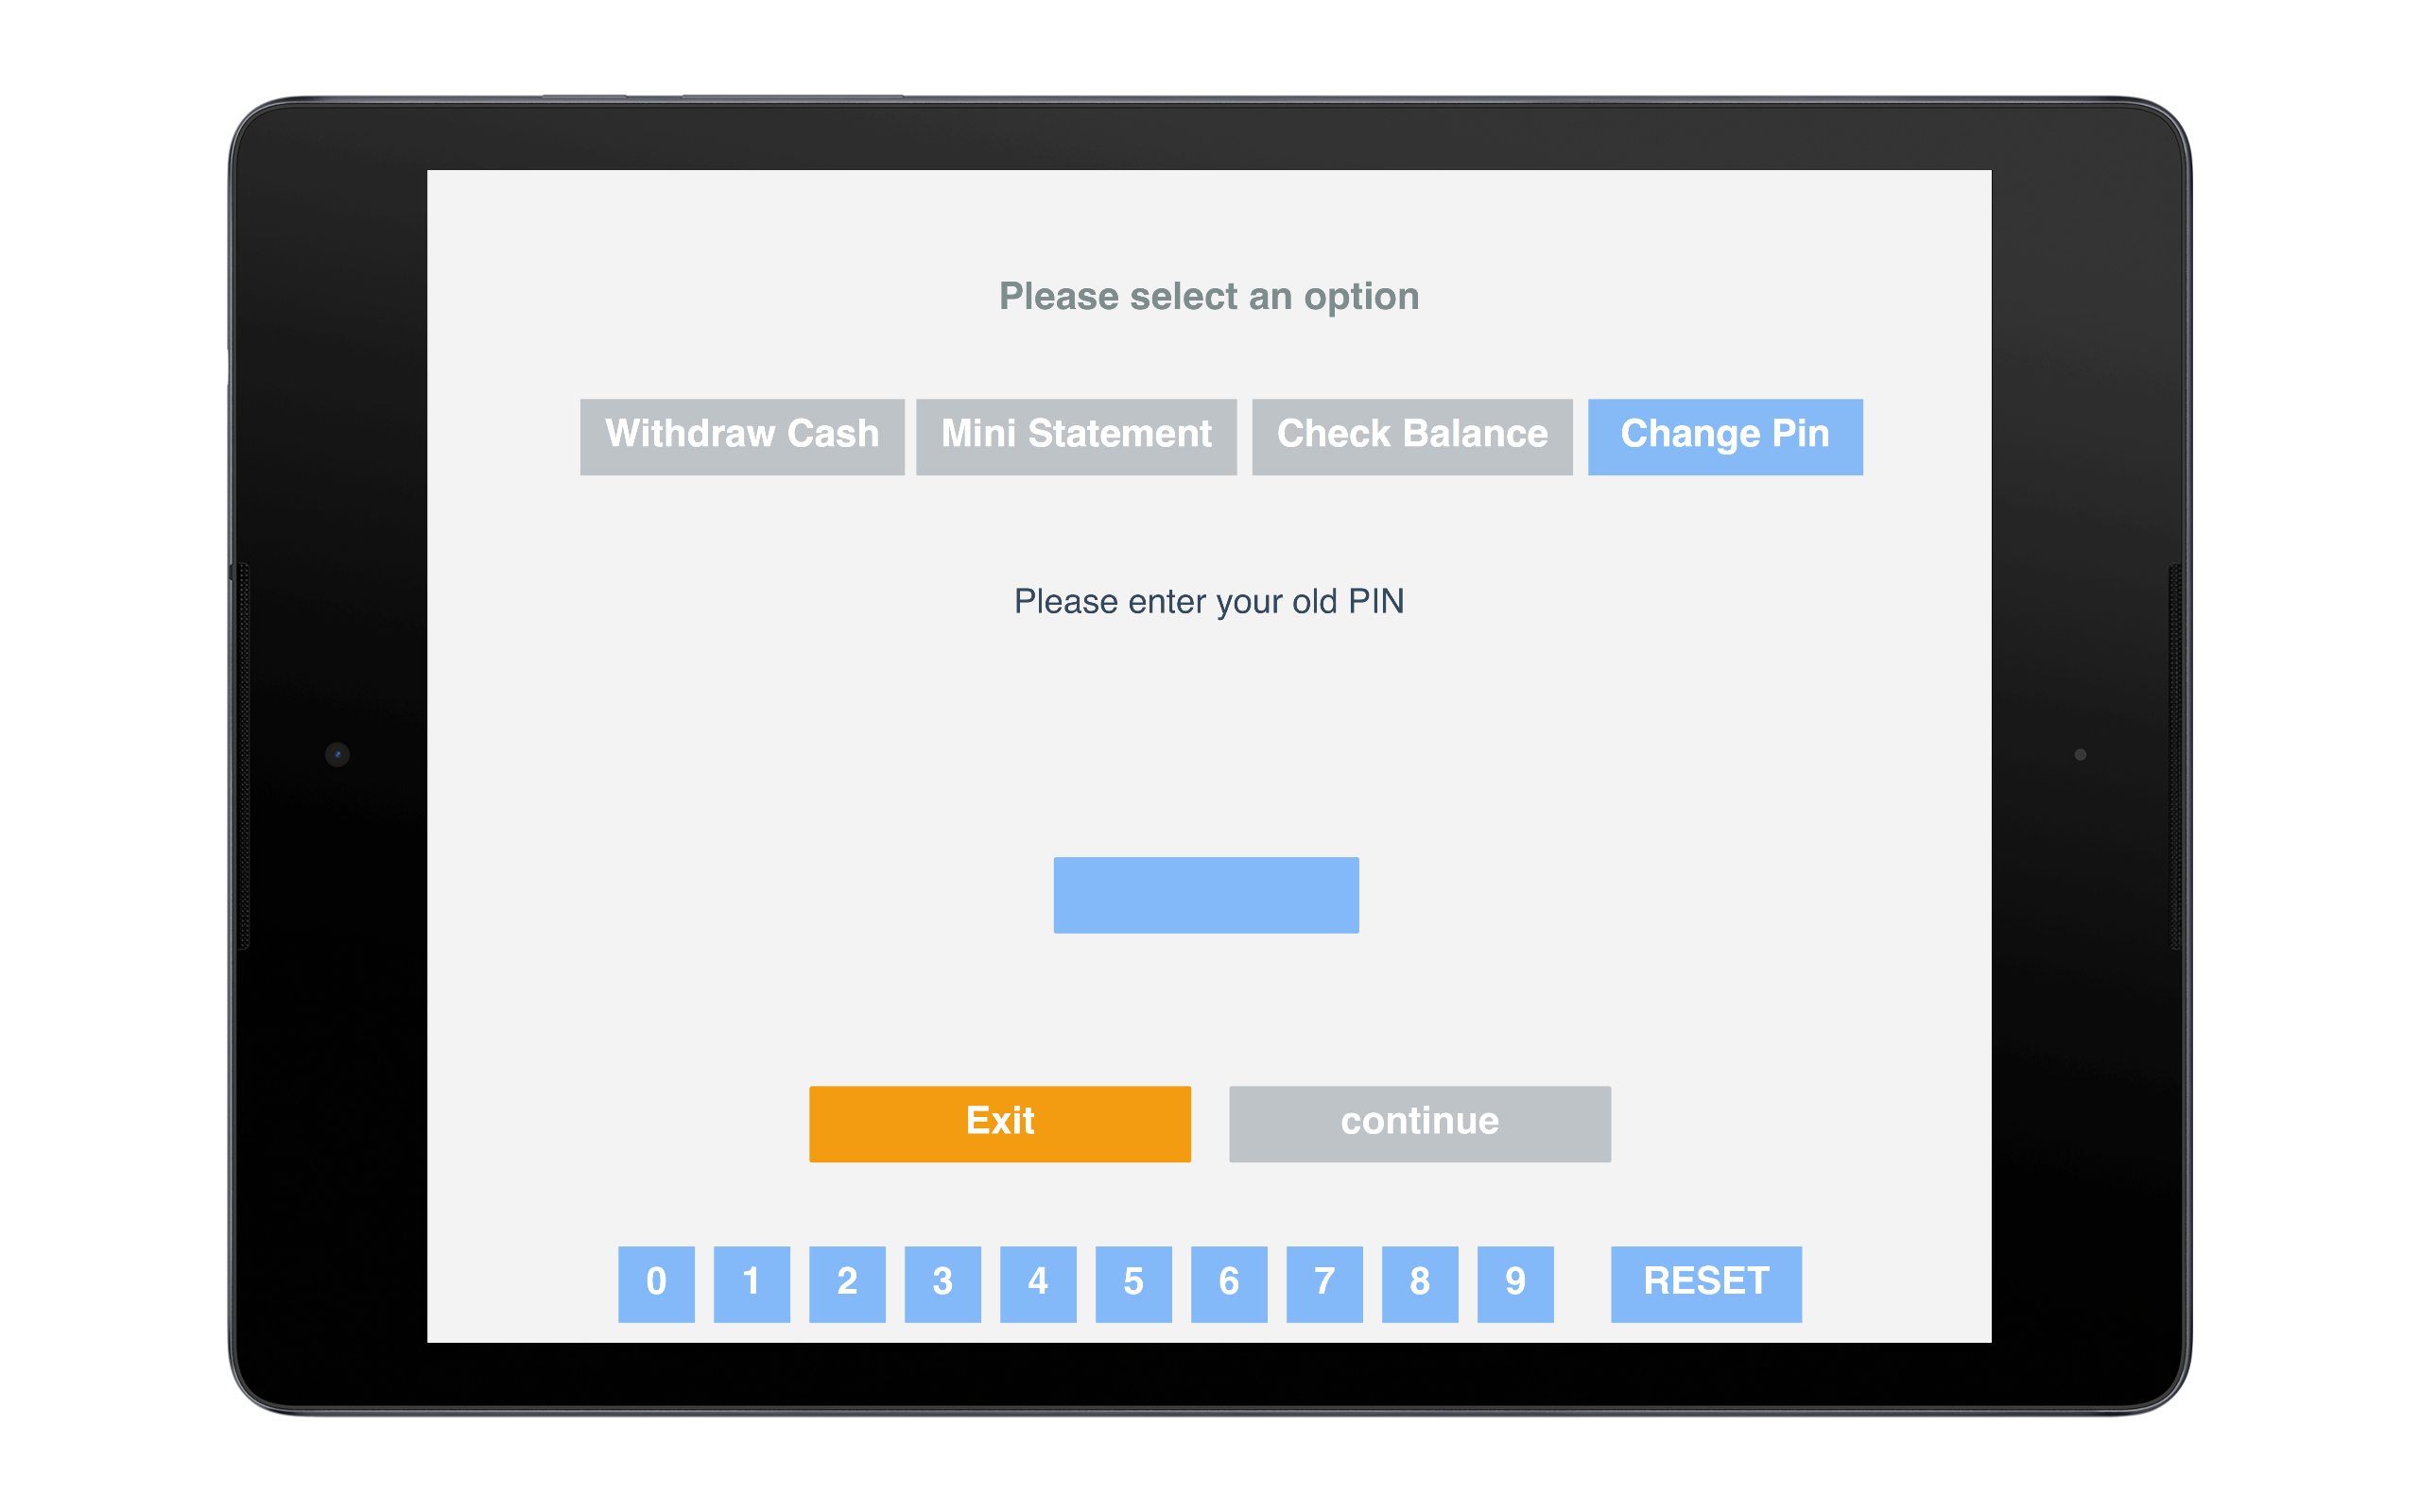 Please select an option
Withdraw Cash Mini Statement Check Balance Change Pin
Please enter your old PIN
Exit continue
0 1 2 3 4 5 6 7 8 9 RESET